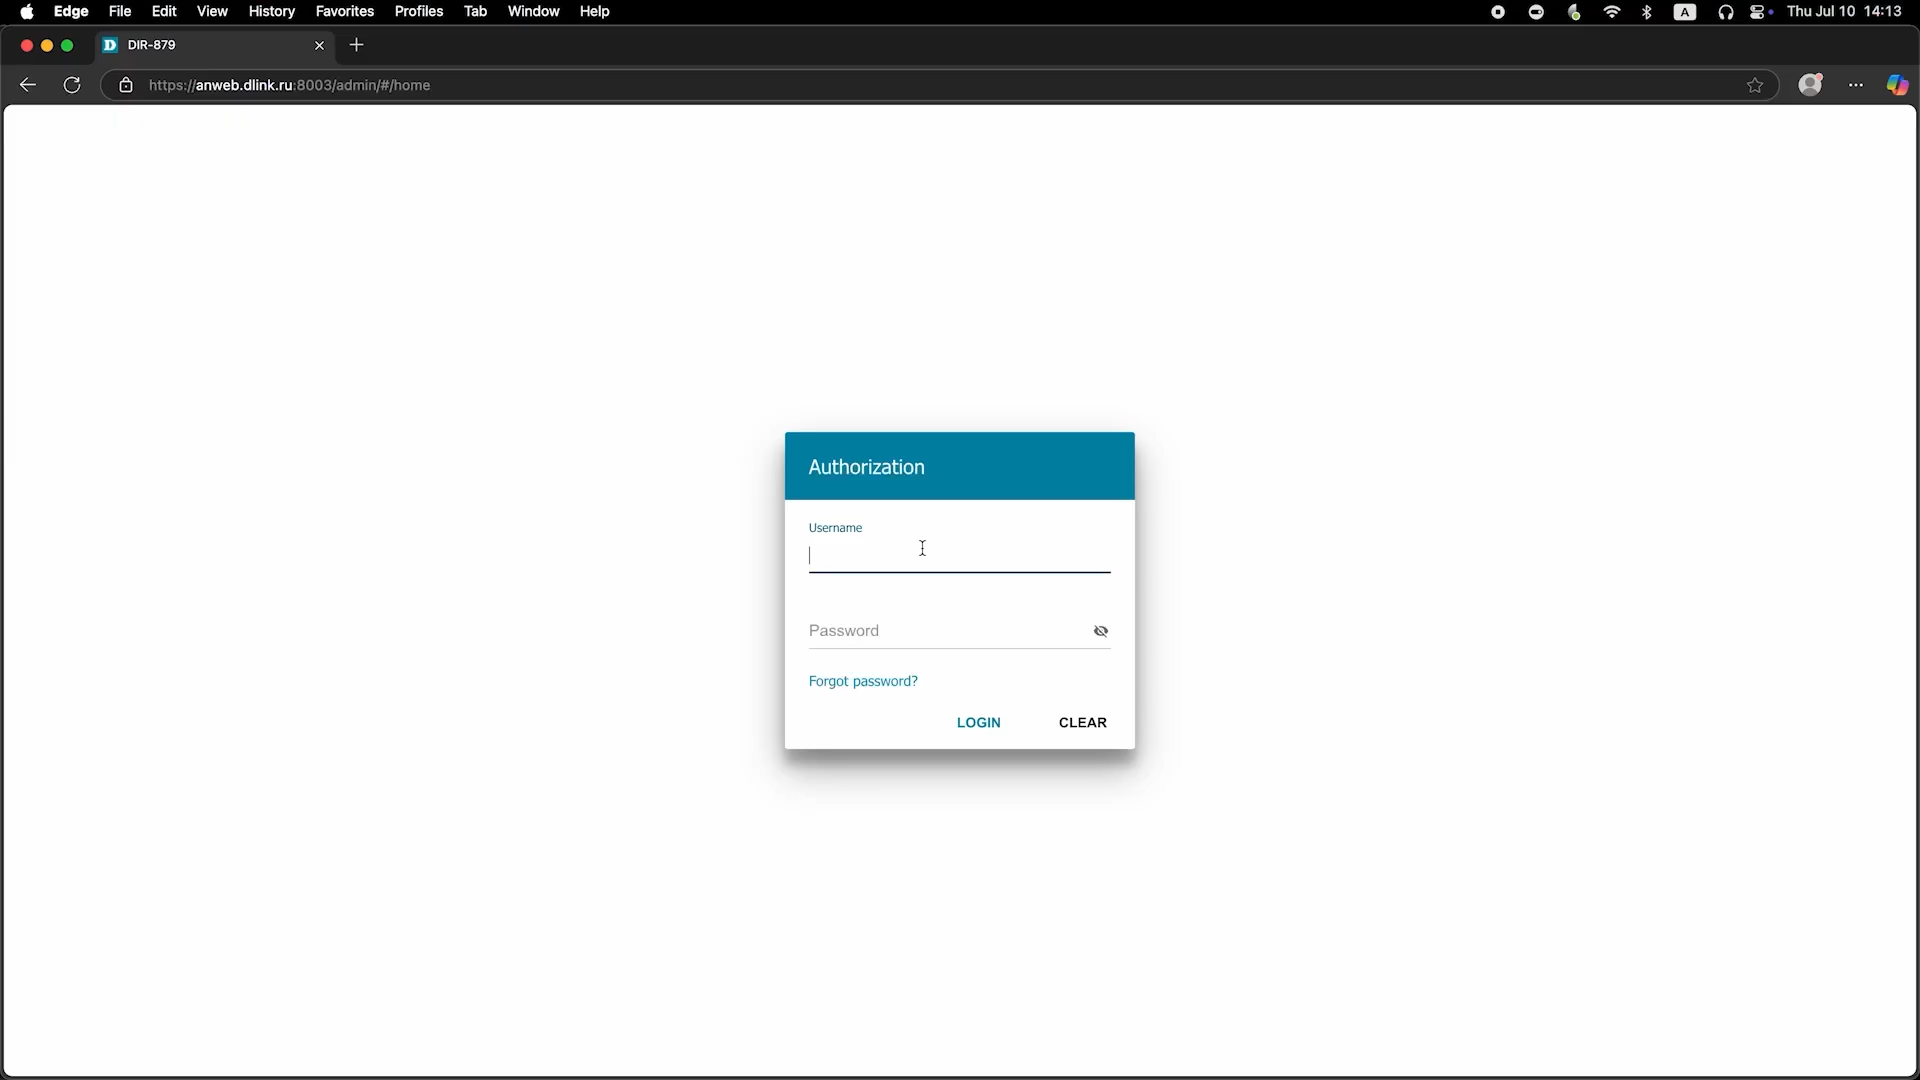 Edge File Edit View History Favorites Profiles Tab Window Help A Thu Jul 10 14:13
D DIR-879
https://anweb.dlink.ru:8003/admin/#/home
Authorization
Username
Password
Forgot password?
LOGIN CLEAR